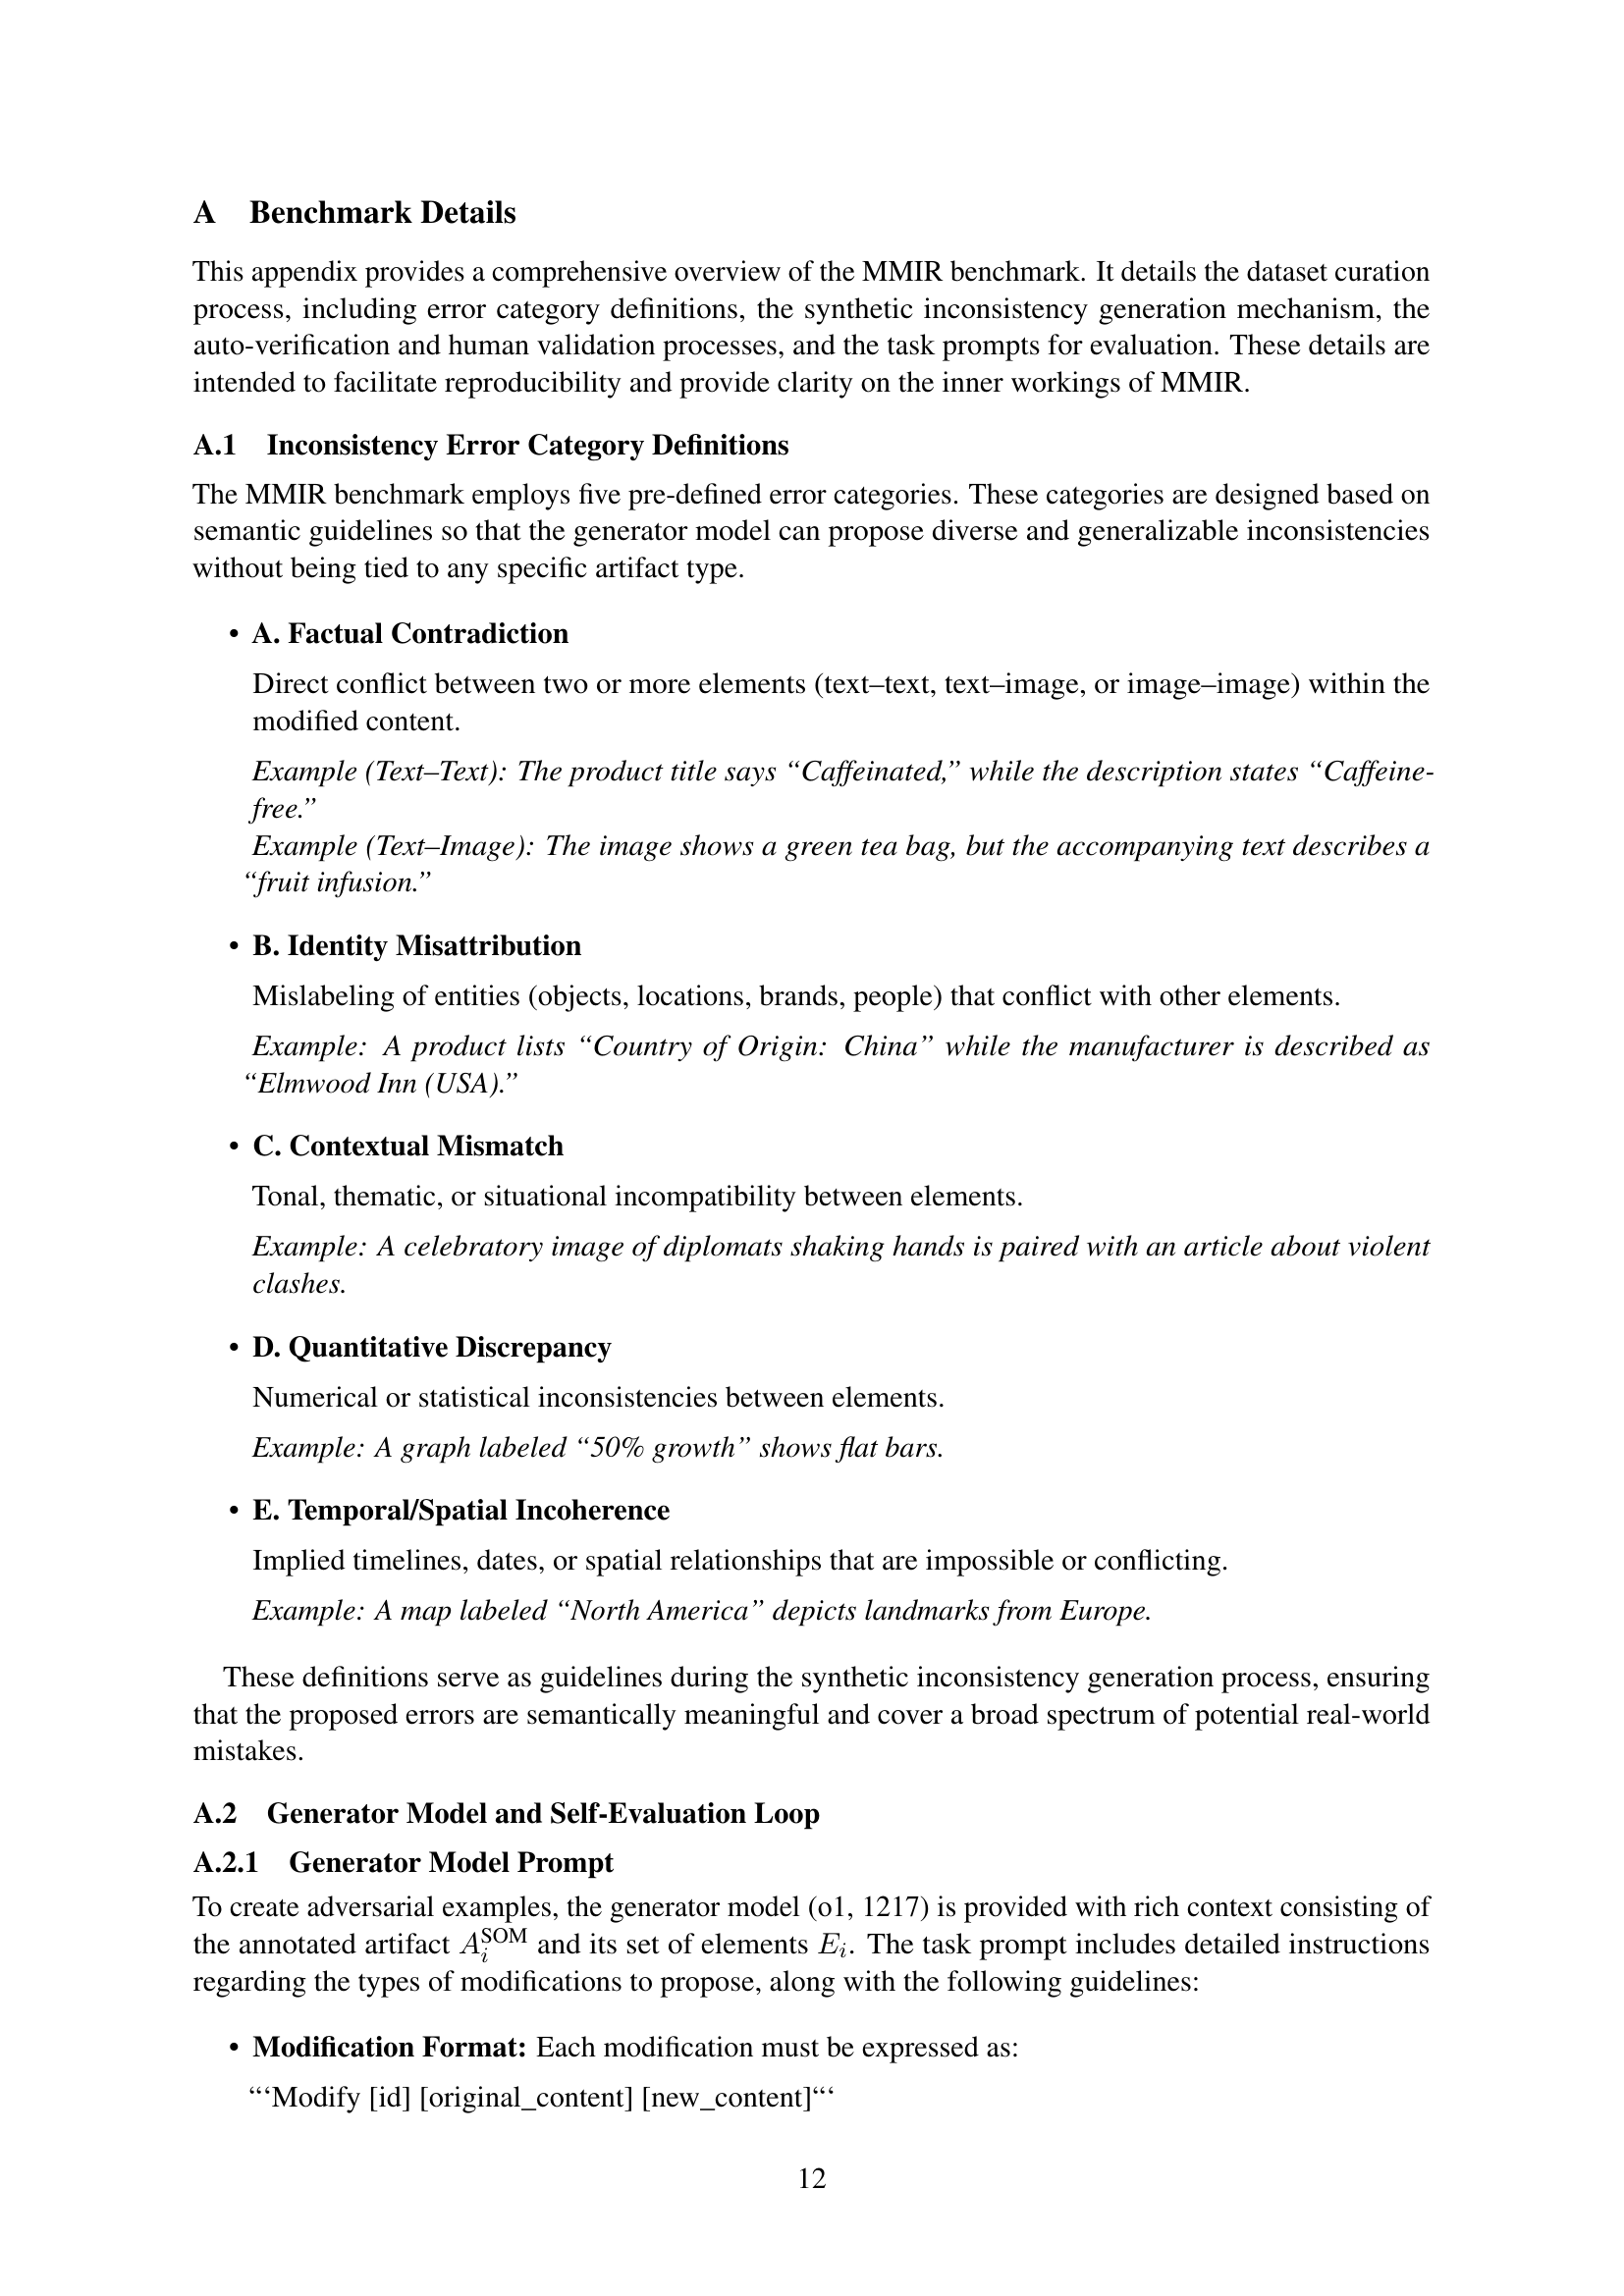 A Benchmark Details
This appendix provides a comprehensive overview of the MMIR benchmark. It details the dataset curation
process, including error category definitions, the synthetic inconsistency generation mechanism, the
auto-verification and human validation processes, and the task prompts for evaluation. These details are
intended to facilitate reproducibility and provide clarity on the inner workings of MMIR.
A.1 Inconsistency Error Category Definitions
The MMIR benchmark employs five pre-defined error categories. These categories are designed based on
semantic guidelines so that the generator model can propose diverse and generalizable inconsistencies
without being tied to any specific artifact type.
• A. Factual Contradiction
Direct conflict between two or more elements (text–text, text–image, or image–image) within the
modified content.
Example (Text–Text): The product title says “Caffeinated,” while the description states “Caffeine-
free.”
Example (Text–Image): The image shows a green tea bag, but the accompanying text describes a
“fruit infusion.”
• B. Identity Misattribution
Mislabeling of entities (objects, locations, brands, people) that conflict with other elements.
Example: A product lists “Country of Origin: China” while the manufacturer is described as
“Elmwood Inn (USA).”
• C. Contextual Mismatch
Tonal, thematic, or situational incompatibility between elements.
Example: A celebratory image of diplomats shaking hands is paired with an article about violent
clashes.
• D. Quantitative Discrepancy
Numerical or statistical inconsistencies between elements.
Example: A graph labeled “50% growth” shows flat bars.
• E. Temporal/Spatial Incoherence
Implied timelines, dates, or spatial relationships that are impossible or conflicting.
Example: A map labeled “North America” depicts landmarks from Europe.
These definitions serve as guidelines during the synthetic inconsistency generation process, ensuring
that the proposed errors are semantically meaningful and cover a broad spectrum of potential real-world
mistakes.
A.2 Generator Model and Self-Evaluation Loop
A.2.1 Generator Model Prompt
To create adversarial examples, the generator model (o1, 1217) is provided with rich context consisting of
the annotated artifact A_i^SOM and its set of elements E_i. The task prompt includes detailed instructions
regarding the types of modifications to propose, along with the following guidelines:
• Modification Format: Each modification must be expressed as:
“‘Modify [id] [original_content] [new_content]“‘
12